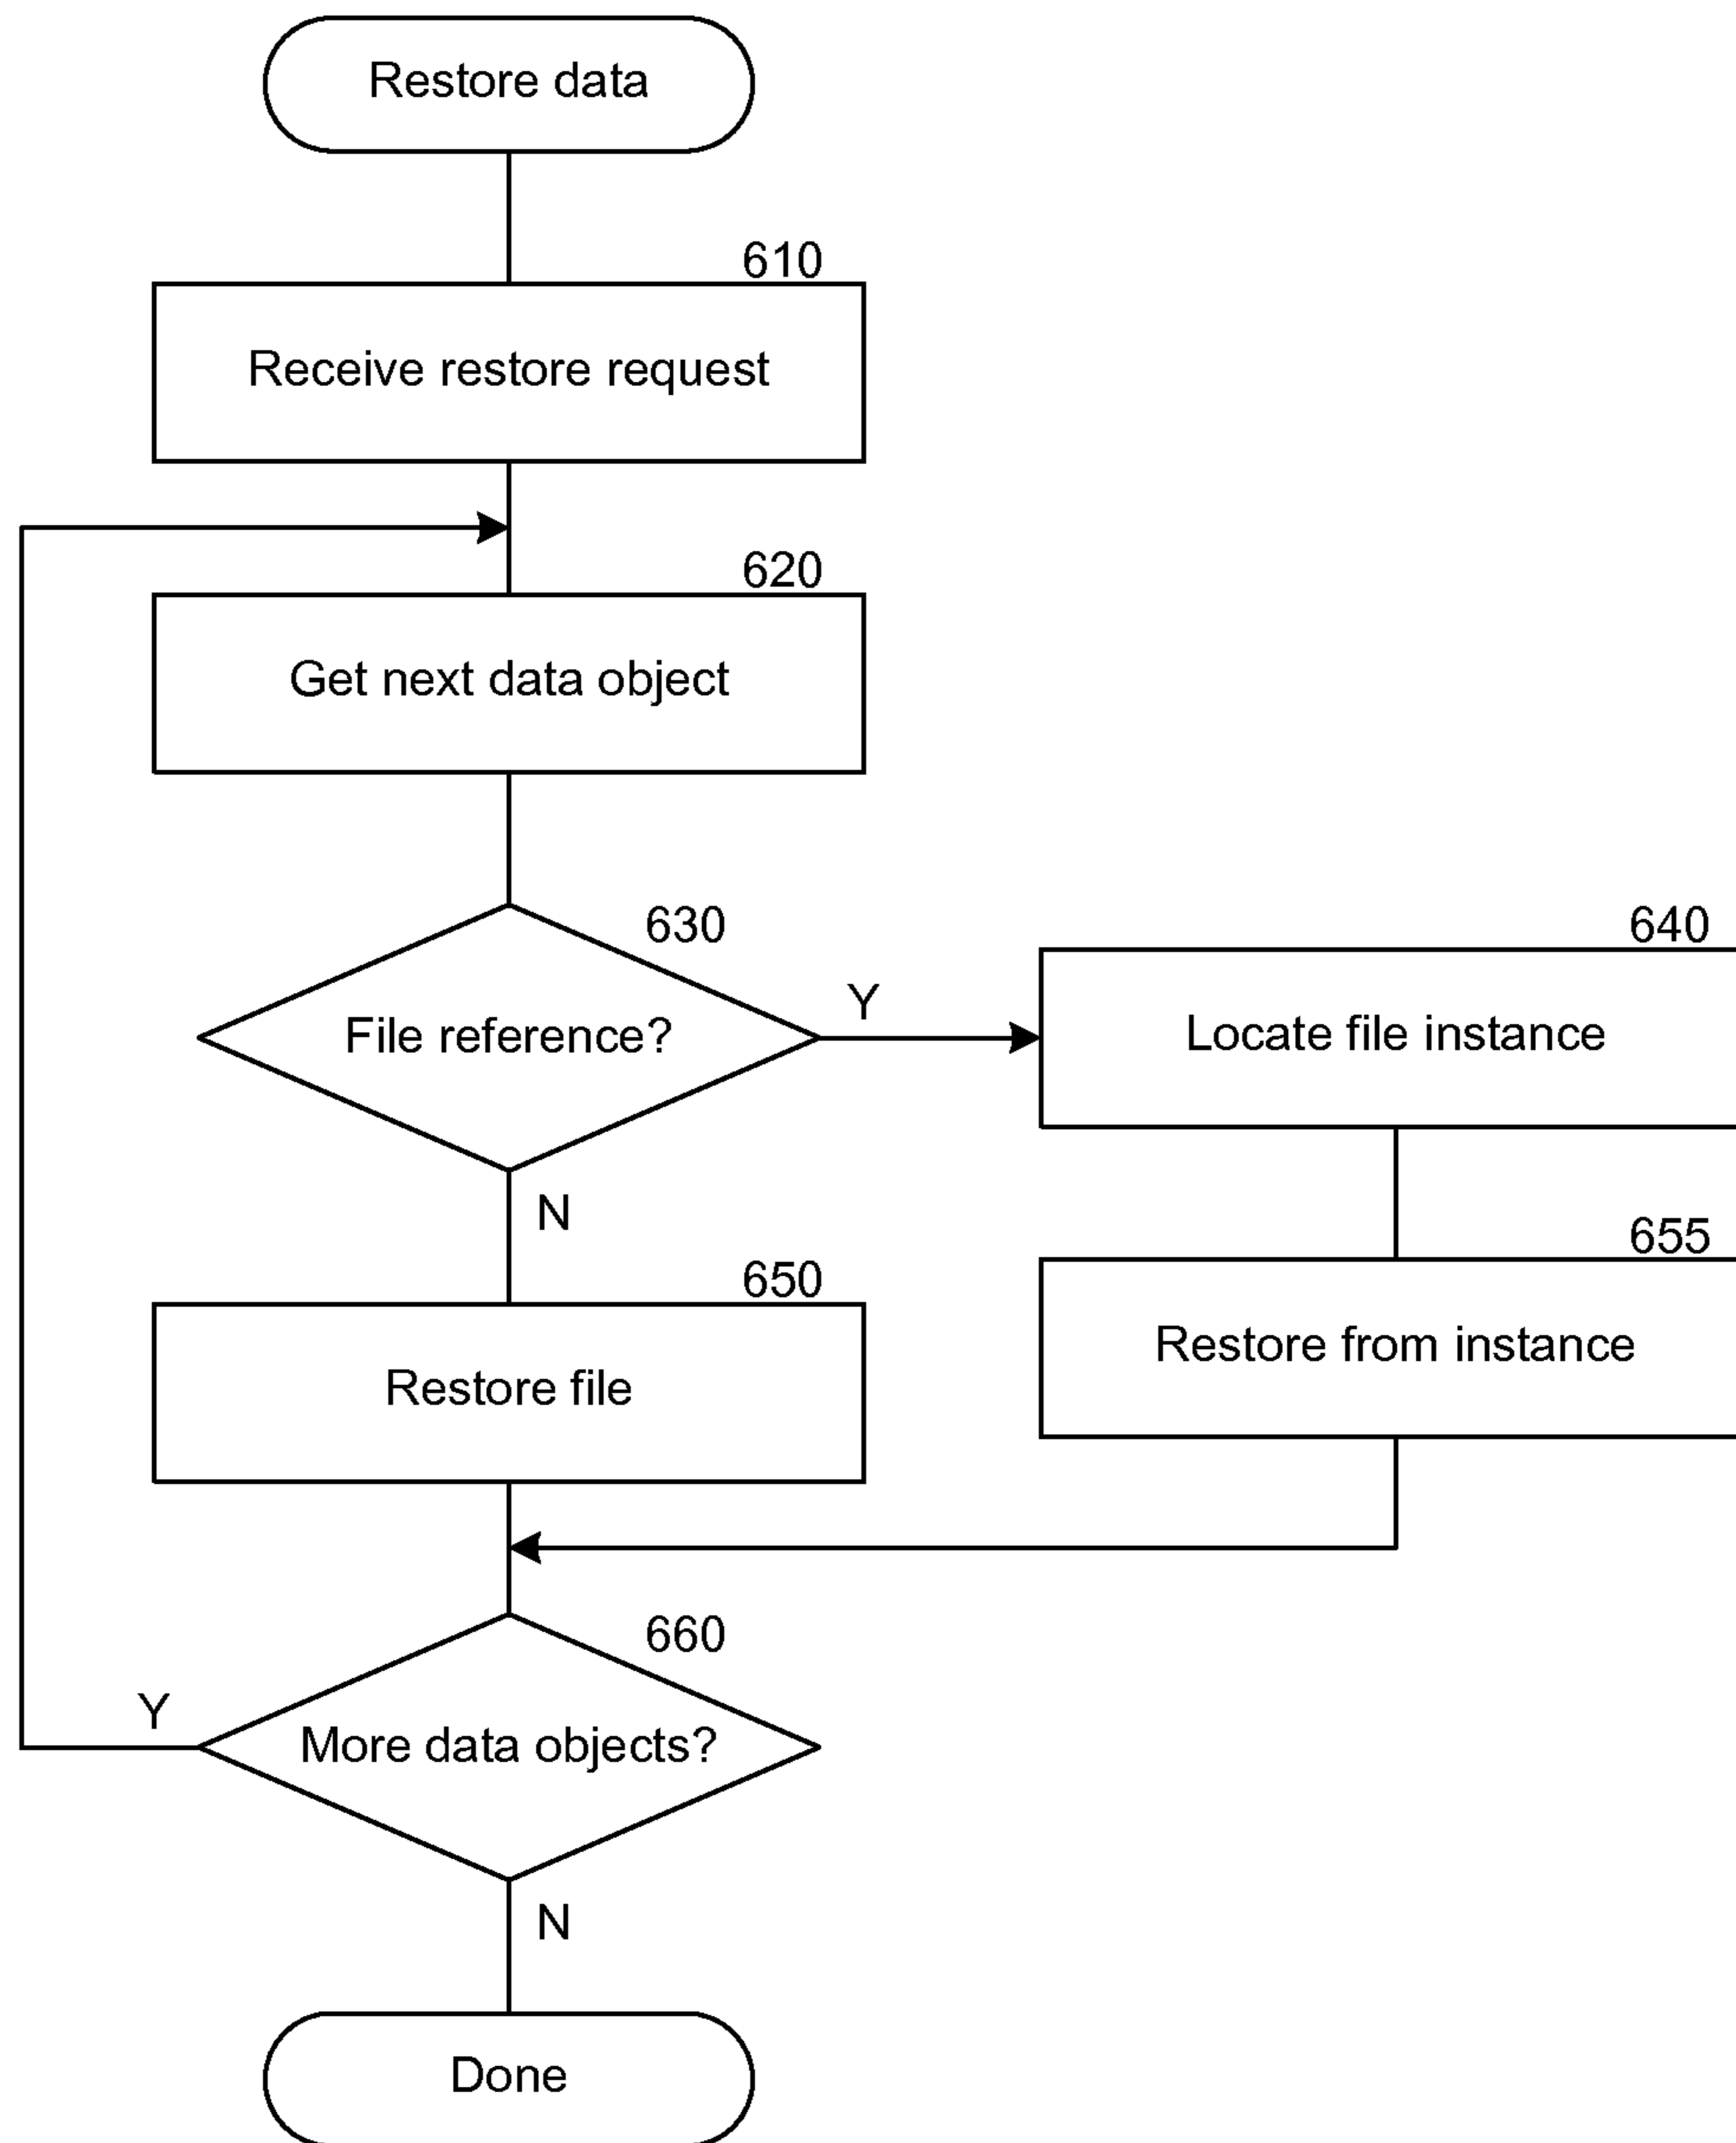 Restore data
610
Receive restore request
620
Get next data object
630
File reference?
Y
640
Locate file instance
N
655
Restore from instance
650
Restore file
660
More data objects?
Y
N
Done